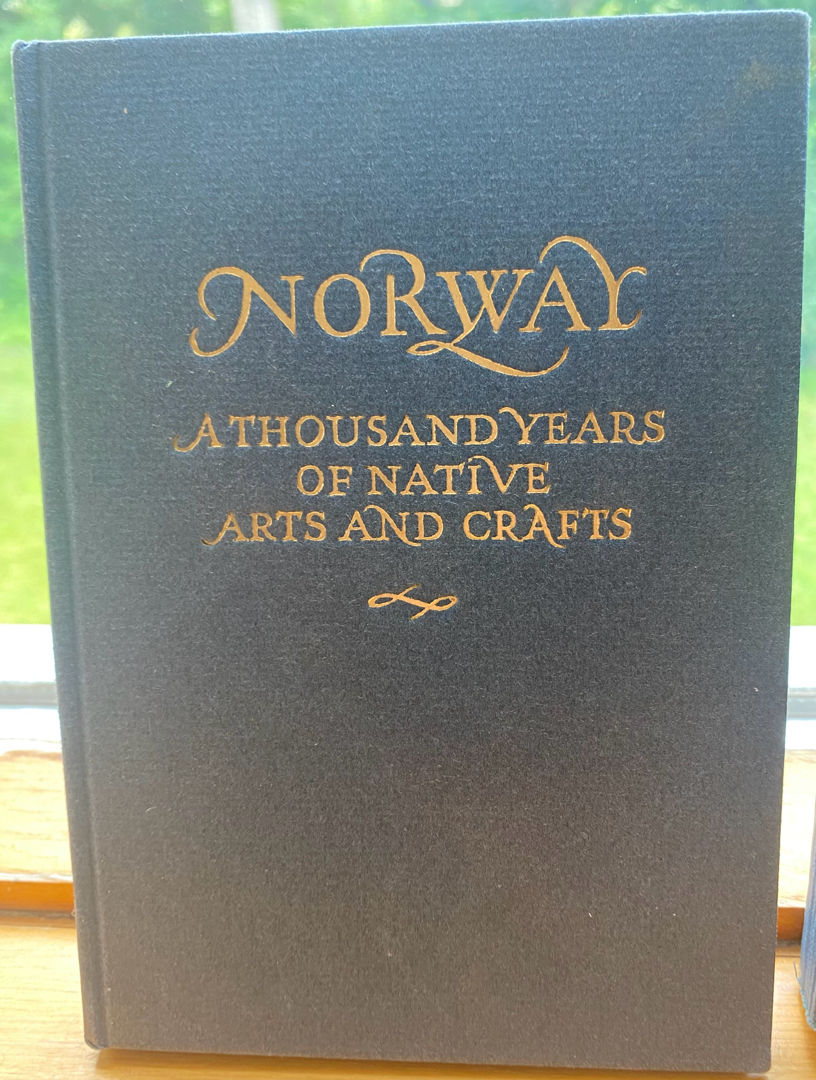 NORWAY
A THOUSAND YEARS
OF NATIVE
ARTS AND CRAFTS